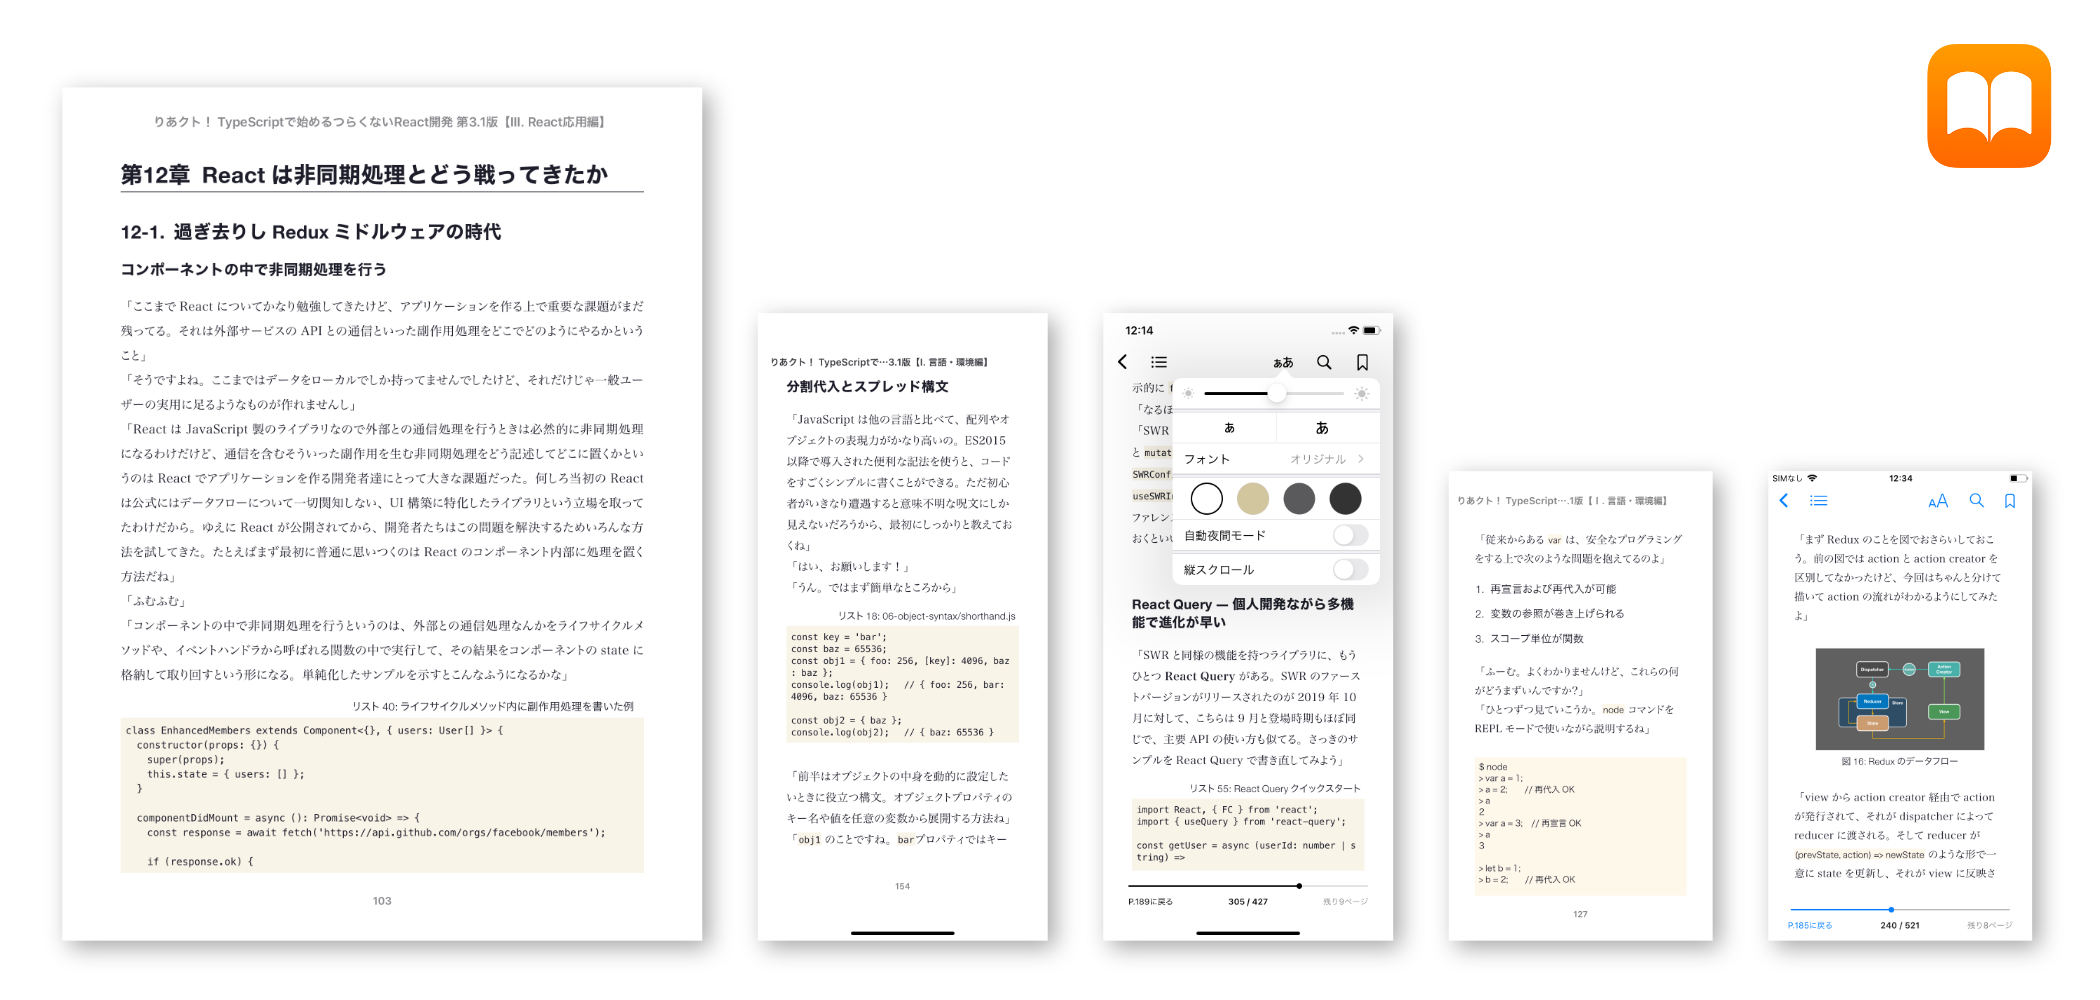 りあクト！ TypeScriptで始めるつらくないReact開発 第3.1版【III. React応用編】
第12章 React は非同期処理とどう戦ってきたか
12-1. 過ぎ去りし Redux ミドルウェアの時代
コンポーネントの中で非同期処理を行う
「ここまで React についてかなり勉強してきたけど、アプリケーションを作る上で重要な課題がまだ
残ってる。それは外部サービスの API との通信といった副作用処理をどこでどのようにやるかという
こと」
「そうですよね。ここまではデータをローカルでしか持ってませんでしたけど、それだけじゃ一般ユー
ザーの実用に足るようなものが作れませんし」
「React は JavaScript 製のライブラリなので外部との通信処理を行うときは必然的に非同期処理
になるわけだけど、通信を含むそういった副作用を生む非同期処理をどう記述してどこに置くかとい
うのは React でアプリケーションを作る開発者達にとって大きな課題だった。何しろ当初の React
は公式にはデータフローについて一切関知しない、UI 構築に特化したライブラリという立場を取って
たわけだから。ゆえに React が公開されてから、開発者たちはこの問題を解決するためいろんな方
法を試してきた。たとえばまず最初に普通に思いつくのは React のコンポーネント内部に処理を置く
方法だね」
「ふむふむ」
「コンポーネントの中で非同期処理を行うというのは、外部との通信処理なんかをライフサイクルメ
ソッドや、イベントハンドラから呼ばれる関数の中で実行して、その結果をコンポーネントの state に
格納して取り回すという形になる。単純化したサンプルを示すとこんなふうになるかな」
リスト 40: ライフサイクルメソッド内に副作用処理を書いた例
class EnhancedMembers extends Component<{}, { users: User[] }> {
constructor(props: {}) {
super(props);
this.state = { users: [] };
}
componentDidMount = async (): Promise<void> => {
const response = await fetch('https://api.github.com/orgs/facebook/members');
if (response.ok) {
103
りあクト！ TypeScriptで…3.1版【I. 言語・環境編】
分割代入とスプレッド構文
「JavaScript は他の言語と比べて、配列やオ
ブジェクトの表現力がかなり高いの。ES2015
以降で導入された便利な記法を使うと、コード
をすごくシンプルに書くことができる。ただ初心
者がいきなり遭遇すると意味不明な呪文にしか
見えないだろうから、最初にしっかりと教えてお
くね」
「はい、お願いします！」
「うん。ではまず簡単なところから」
リスト 18: 06-object-syntax/shorthand.js
const key = 'bar';
const baz = 65536;
const obj1 = { foo: 256, [key]: 4096, baz
: baz };
console.log(obj1); // { foo: 256, bar:
4096, baz: 65536 }
const obj2 = { baz };
console.log(obj2); // { baz: 65536 }
「前半はオブジェクトの中身を動的に設定した
いときに役立つ構文。オブジェクトプロパティの
キー名や値を任意の変数から展開する方法ね」
「obj1 のことですね。barプロパティではキー
154
12:14
ぁあ
示的に f
「なるほ
「SWR
と mutat
SWRConf
useSWRI
ファレン
おくとい
あ
あ
フォント オリジナル
自動夜間モード
縦スクロール
React Query — 個人開発ながら多機
能で進化が早い
「SWR と同様の機能を持つライブラリに、もう
ひとつ React Query がある。SWR のファース
トバージョンがリリースされたのが 2019 年 10
月に対して、こちらは 9 月と登場時期もほぼ同
じで、主要 API の使い方も似てる。さっきのサ
ンプルを React Query で書き直してみよう」
リスト 55: React Query クイックスタート
import React, { FC } from 'react';
import { useQuery } from 'react-query';
const getUser = async (userId: number | s
tring) =>
P.189に戻る 305 / 427 残り9ページ
りあクト！ TypeScript….1版【 I . 言語・環境編】
「従来からある var は、安全なプログラミング
をする上で次のような問題を抱えてるのよ」
1. 再宣言および再代入が可能
2. 変数の参照が巻き上げられる
3. スコープ単位が関数
「ふーむ。よくわかりませんけど、これらの何
がどうまずいんですか?」
「ひとつずつ見ていこうか。node コマンドを
REPL モードで使いながら説明するね」
$ node
> var a = 1;
> a = 2; // 再代入 OK
> a
2
> var a = 3; // 再宣言 OK
> a
3
> let b = 1;
> b = 2; // 再代入 OK
127
SIMなし 12:34
AA
「まず Redux のことを図でおさらいしておこ
う。前の図では action と action creator を
区別してなかったけど、今回はちゃんと分けて
描いて action の流れがわかるようにしてみた
よ」
Dispatcher
Action
Creator
Reducer
Store
State
View
図 16: Redux のデータフロー
「view から action creator 経由で action
が発行されて、それが dispatcher によって
reducer に渡される。そして reducer が
(prevState, action) => newState のような形で一
意に state を更新し、それが view に反映さ
P.185に戻る 240 / 521 残り8ページ